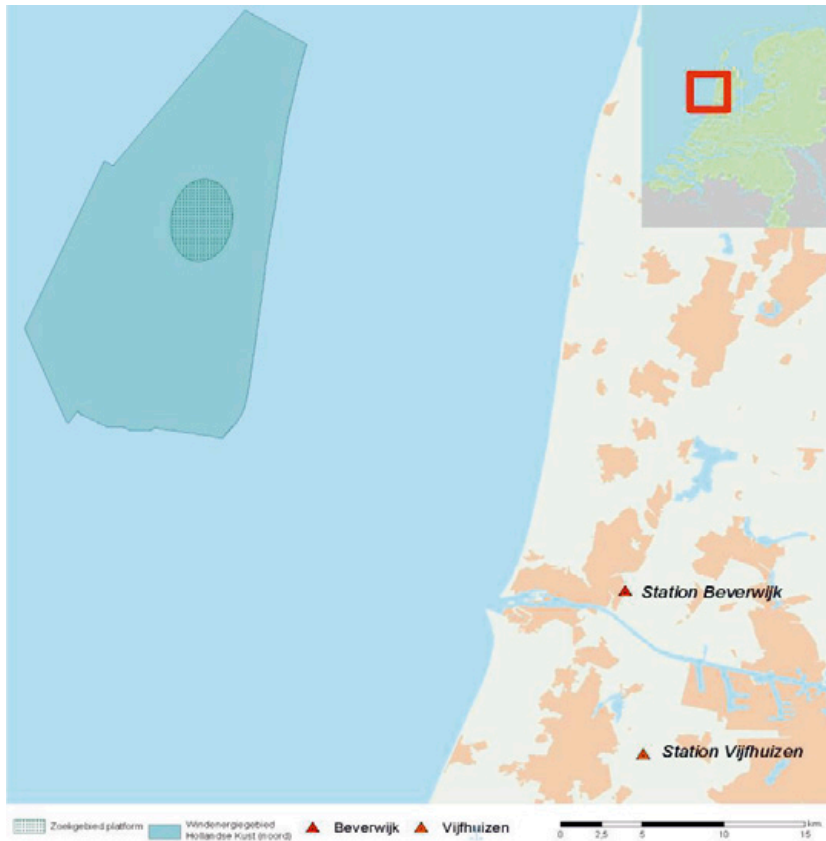 Station Beverwijk
Station Vijfhuizen
Zoekgebied platform
Windenergiegebied
Hollandse Kust (noord)
Beverwijk
Vijfhuizen
0 2,5 5 10 15 km